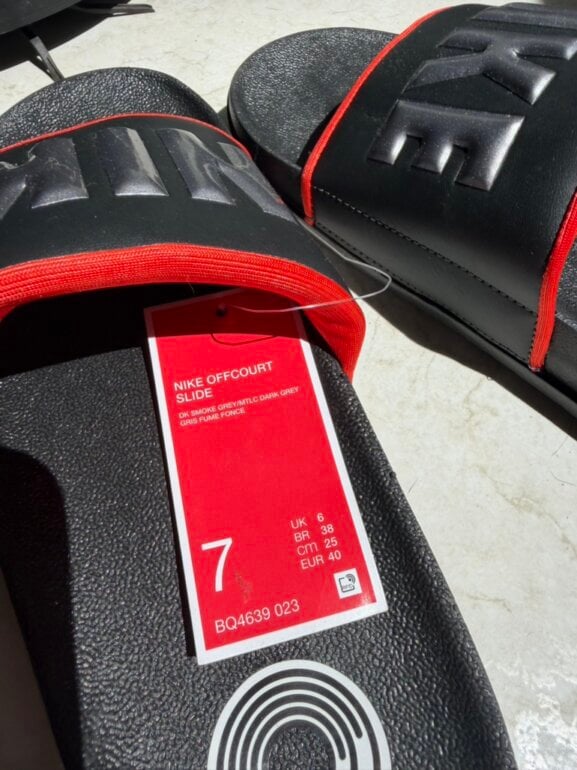 NIKE
NIKE OFFCOURT
SLIDE
DK SMOKE GREY/MTLC DARK GREY
GRIS FUME FONCE
7
UK 6
BR 38
cm 25
EUR 40
BQ4639 023